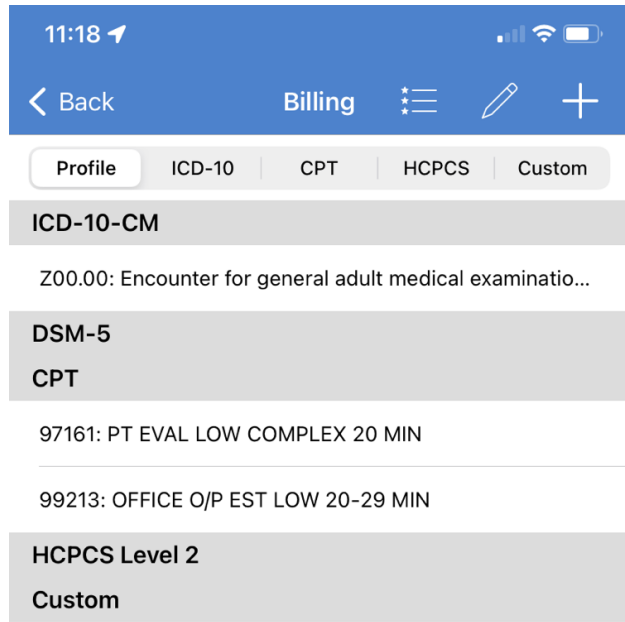 11:18
Back
Billing
Profile
ICD-10
CPT
HCPCS
Custom
ICD-10-CM
Z00.00: Encounter for general adult medical examinatio...
DSM-5
CPT
97161: PT EVAL LOW COMPLEX 20 MIN
99213: OFFICE O/P EST LOW 20-29 MIN
HCPCS Level 2
Custom